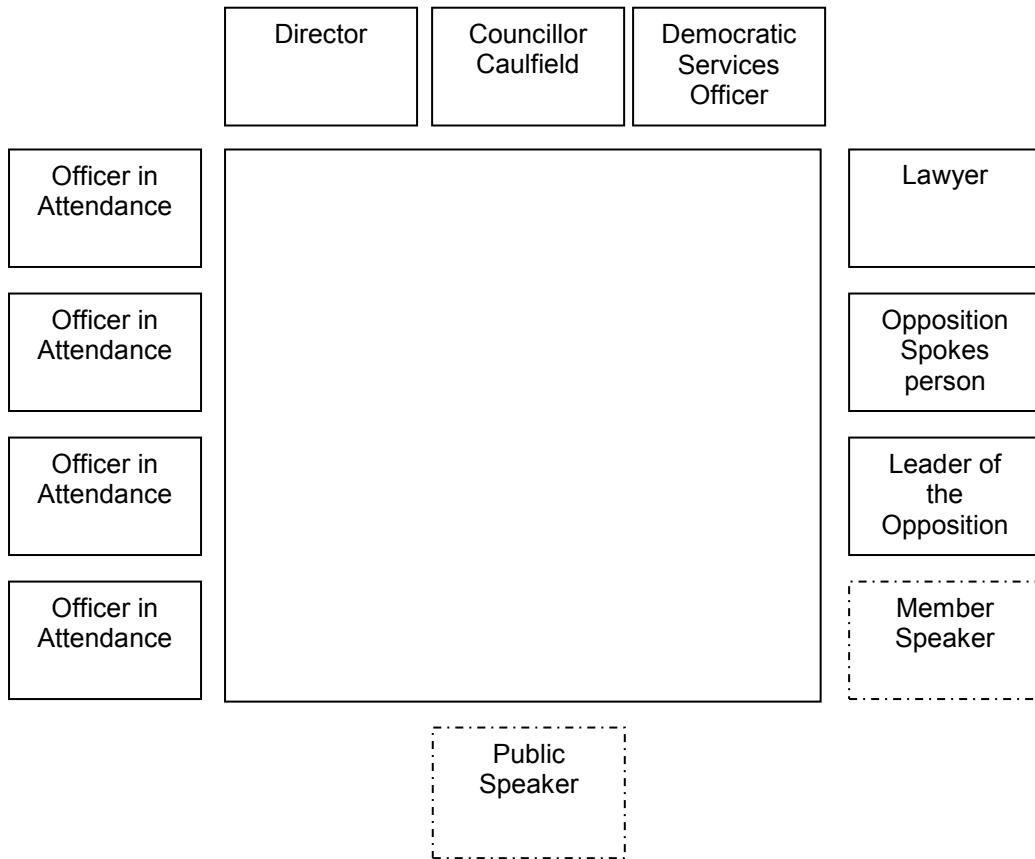 Director
Councillor
Caulfield
Democratic
Services
Officer
Officer in
Attendance
Lawyer
Officer in
Attendance
Opposition
Spokes
person
Officer in
Attendance
Leader of
the
Opposition
Officer in
Attendance
Member
Speaker
Public
Speaker